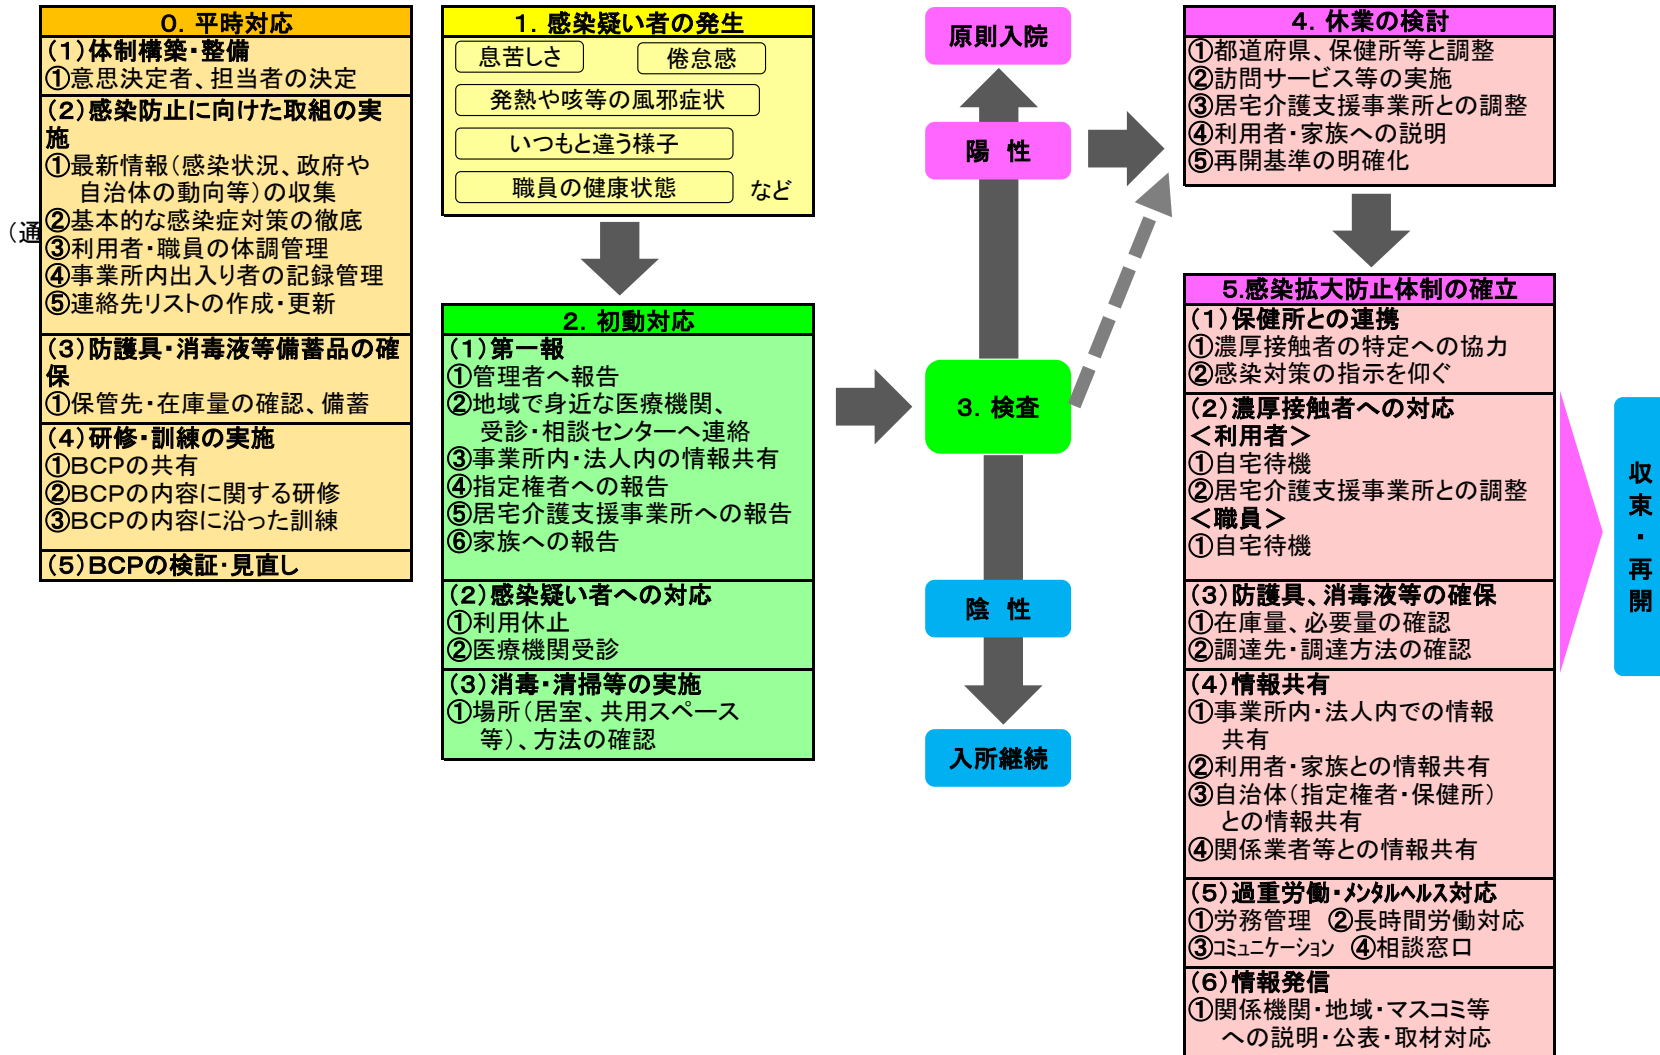 ０．平時対応
（１）体制構築・整備
①意思決定者、担当者の決定
（２）感染防止に向けた取組の実
施
①最新情報（感染状況、政府や
自治体の動向等）の収集
②基本的な感染症対策の徹底
③利用者・職員の体調管理
④事業所内出入り者の記録管理
⑤連絡先リストの作成・更新
（３）防護具・消毒液等備蓄品の確
保
①保管先・在庫量の確認、備蓄
（４）研修・訓練の実施
①ＢＣＰの共有
②ＢＣＰの内容に関する研修
③ＢＣＰの内容に沿った訓練
（５）ＢＣＰの検証・見直し
（通
１．感染疑い者の発生
息苦しさ
倦怠感
発熱や咳等の風邪症状
いつもと違う様子
職員の健康状態
など
２．初動対応
（１）第一報
①管理者へ報告
②地域で身近な医療機関、
受診・相談センターへ連絡
③事業所内・法人内の情報共有
④指定権者への報告
⑤居宅介護支援事業所への報告
⑥家族への報告
（２）感染疑い者への対応
①利用休止
②医療機関受診
（３）消毒・清掃等の実施
①場所（居室、共用スペース
等）、方法の確認
原則入院
陽 性
３．検査
陰 性
入所継続
４．休業の検討
①都道府県、保健所等と調整
②訪問サービス等の実施
③居宅介護支援事業所との調整
④利用者・家族への説明
⑤再開基準の明確化
５.感染拡大防止体制の確立
（１）保健所との連携
①濃厚接触者の特定への協力
②感染対策の指示を仰ぐ
（２）濃厚接触者への対応
＜利用者＞
①自宅待機
②居宅介護支援事業所との調整
＜職員＞
①自宅待機
（３）防護具、消毒液等の確保
①在庫量、必要量の確認
②調達先・調達方法の確認
（４）情報共有
①事業所内・法人内での情報
共有
②利用者・家族との情報共有
③自治体（指定権者・保健所）
との情報共有
④関係業者等との情報共有
（５）過重労働・ﾒﾝﾀﾙﾍﾙｽ対応
①労務管理 ②長時間労働対応
③ｺﾐｭﾆｹｰｼｮﾝ ④相談窓口
（６）情報発信
①関係機関・地域・マスコミ等
への説明・公表・取材対応
収束・再開